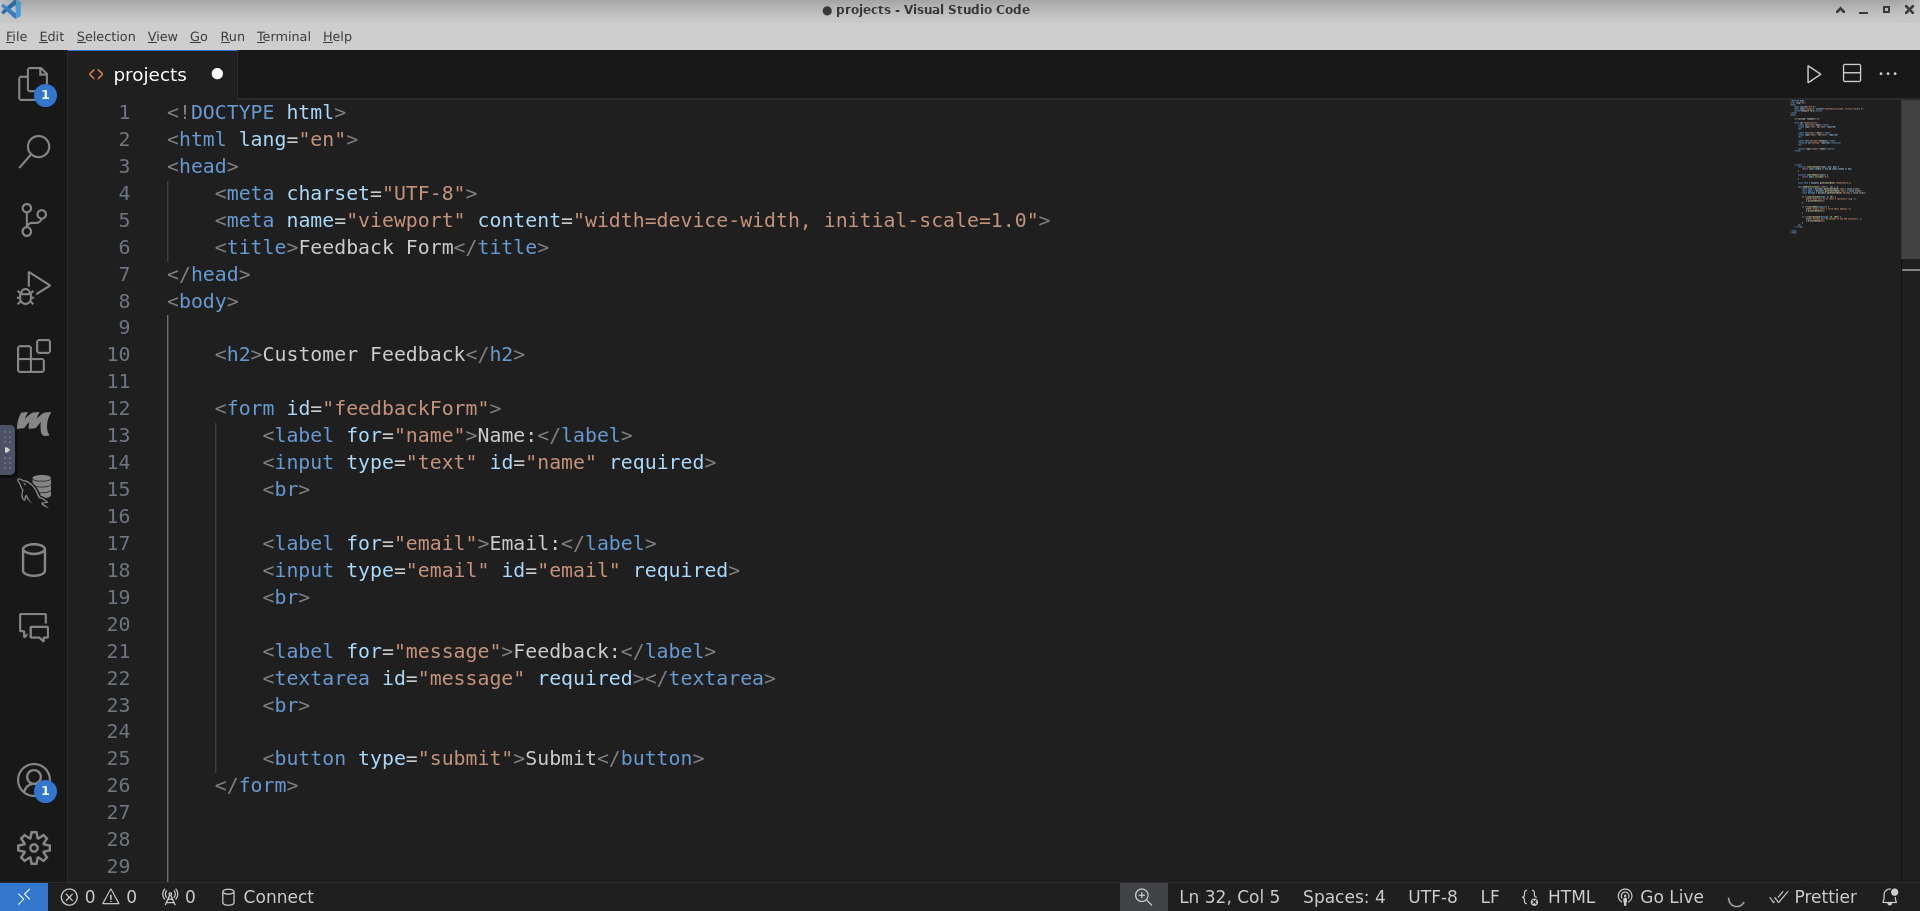 ● projects - Visual Studio Code
File Edit Selection View Go Run Terminal Help
1
<> projects ●
1 <!DOCTYPE html>
2 <html lang="en">
3 <head>
4     <meta charset="UTF-8">
5     <meta name="viewport" content="width=device-width, initial-scale=1.0">
6     <title>Feedback Form</title>
7 </head>
8 <body>
9
10     <h2>Customer Feedback</h2>
11
12     <form id="feedbackForm">
13         <label for="name">Name:</label>
14         <input type="text" id="name" required>
15         <br>
16
17         <label for="email">Email:</label>
18         <input type="email" id="email" required>
19         <br>
20
21         <label for="message">Feedback:</label>
22         <textarea id="message" required></textarea>
23         <br>
24
25         <button type="submit">Submit</button>
26     </form>
27
28
29
1
0 0 0 Connect Ln 32, Col 5 Spaces: 4 UTF-8 LF HTML Go Live Prettier